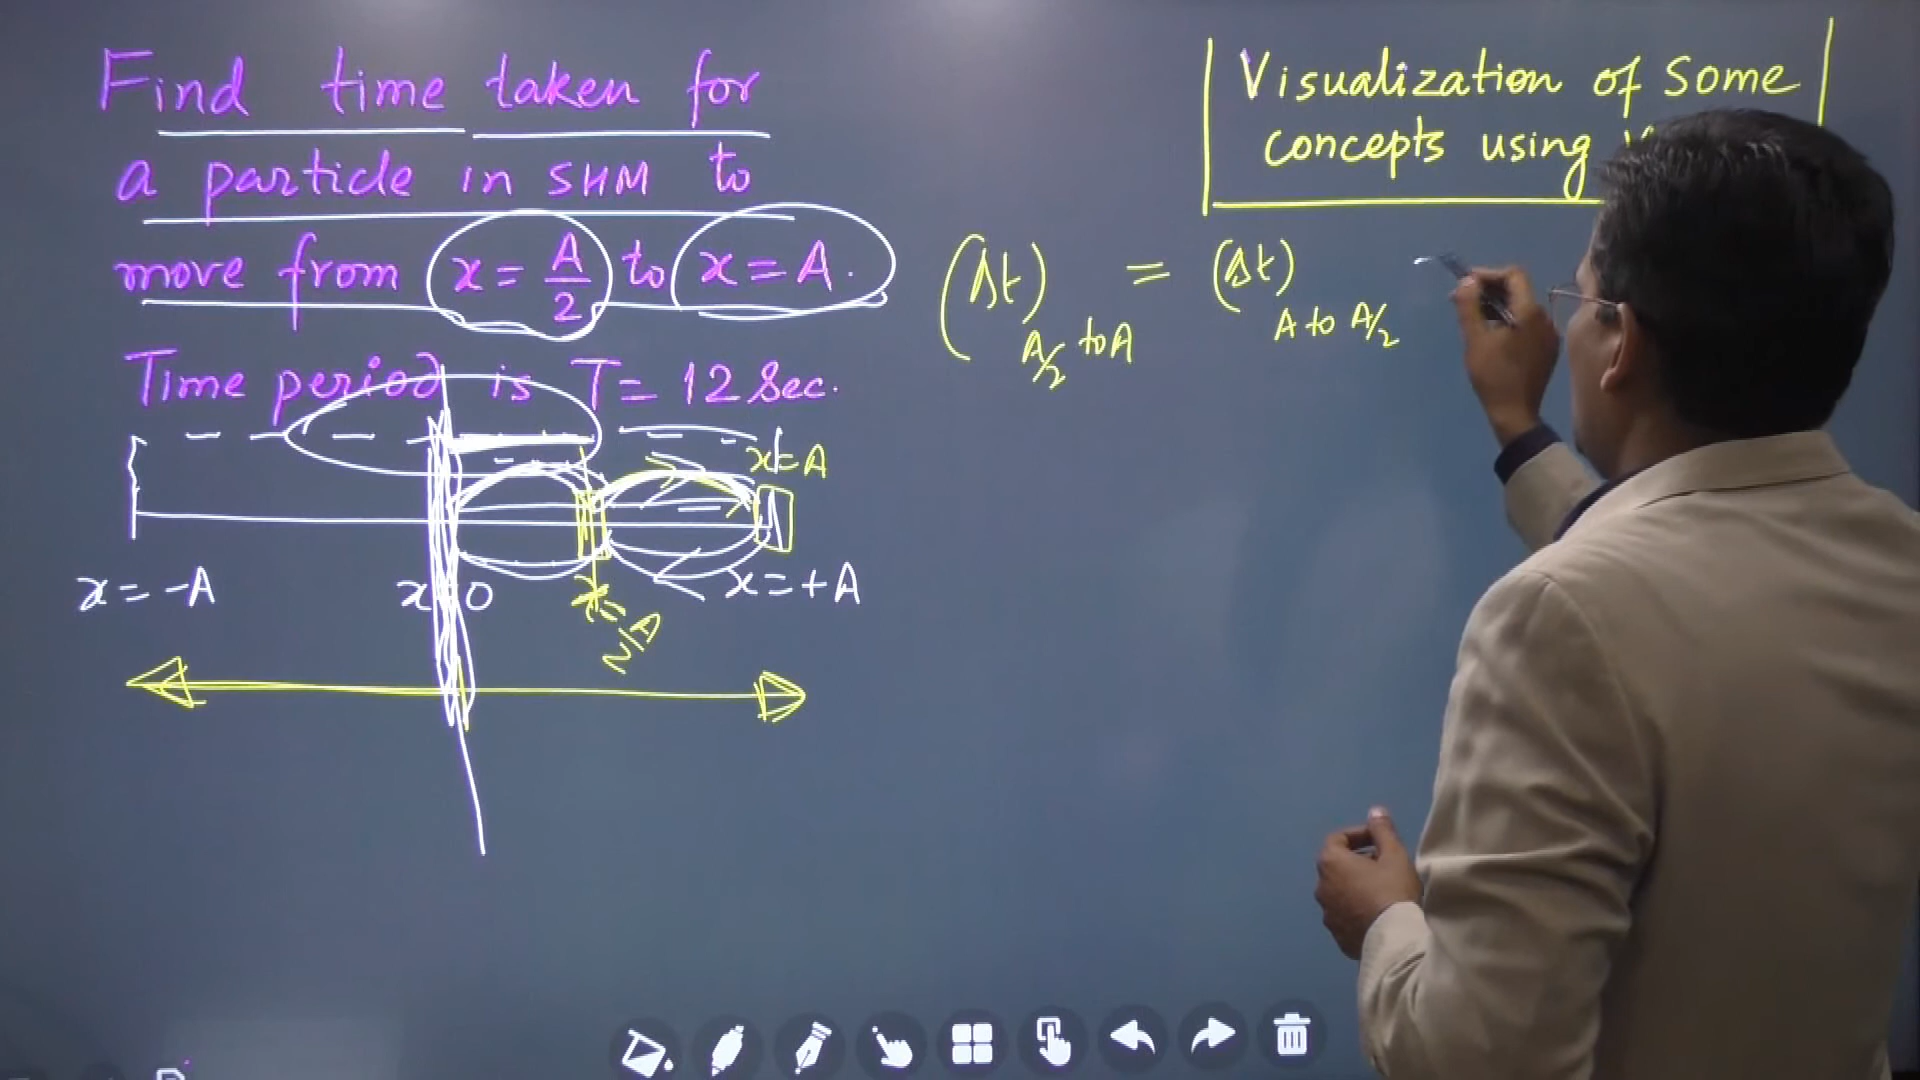 Find time taken for
a particle in SHM to
move from x = A/2 to x = A.
Time period is T = 12 Sec.
x = A
x = -A
x = 0
x = A/2
x = +A
Visualization of Some
concepts using
(Δt) A/2 to A = (Δt) A to A/2